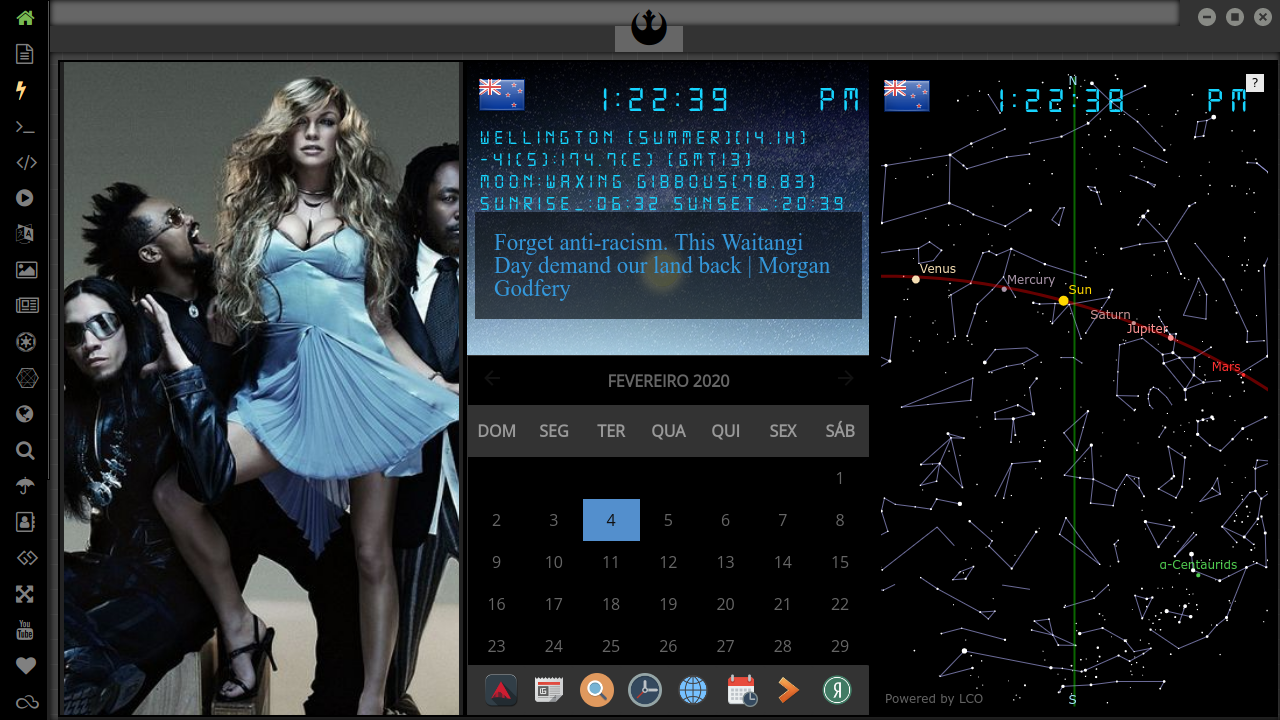 1:22:39 PM
WELLINGTON (SUMMER)(14.1H)
-41(S):174.7(E) (GMT13)
MOON:WAXING GIBBOUS(78.83)
SUNRISE_:06:32 SUNSET_:20:39
Forget anti-racism. This Waitangi
Day demand our land back | Morgan
Godfery
FEVEREIRO 2020
DOM SEG TER QUA QUI SEX SÁB
1
2 3 4 5 6 7 8
9 10 11 12 13 14 15
16 17 18 19 20 21 22
23 24 25 26 27 28 29
Я
N
?
1:22:38 PM
Venus
Mercury
Sun
Saturn
Jupiter
Mars
α-Centaurids
Powered by LCO
S
You
Tube